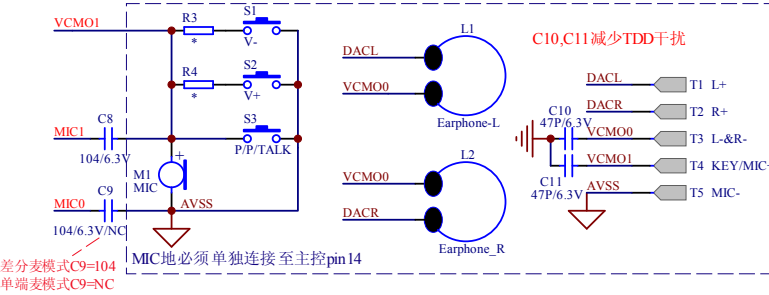 VCMO1
R3
*
S1
V-
R4
*
S2
V+
MIC1
C8
104/6.3V
S3
P/P/TALK
M1
MIC
+
MIC0
C9
104/6.3V/NC
AVSS
差分麦模式C9=104
单端麦模式C9=NC
MIC地必须单独连接至主控pin14
L1
DACL
VCMO0
Earphone-L
L2
VCMO0
DACR
Earphone_R
C10,C11减少TDD干扰
DACL
T1 L+
DACR
T2 R+
C10
47P/6.3V
VCMO0
T3 L-&R-
VCMO1
T4 KEY/MIC+
C11
47P/6.3V
AVSS
T5 MIC-